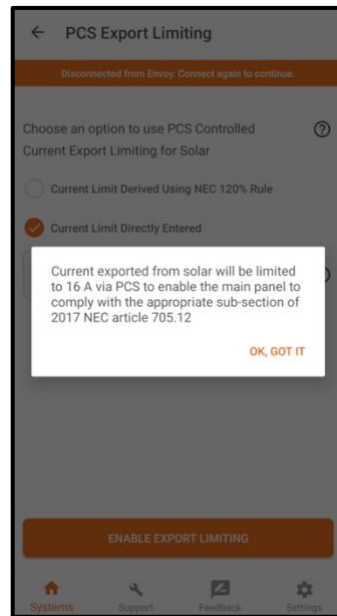 PCS Export Limiting
Disconnected from Envoy. Connect again to continue.
Choose an option to use PCS Controlled
Current Export Limiting for Solar
Current Limit Derived Using NEC 120% Rule
Current Limit Directly Entered
Current exported from solar will be limited
to 16 A via PCS to enable the main panel to
comply with the appropriate sub-section of
2017 NEC article 705.12
OK, GOT IT
ENABLE EXPORT LIMITING
Systems Support Feedback Settings